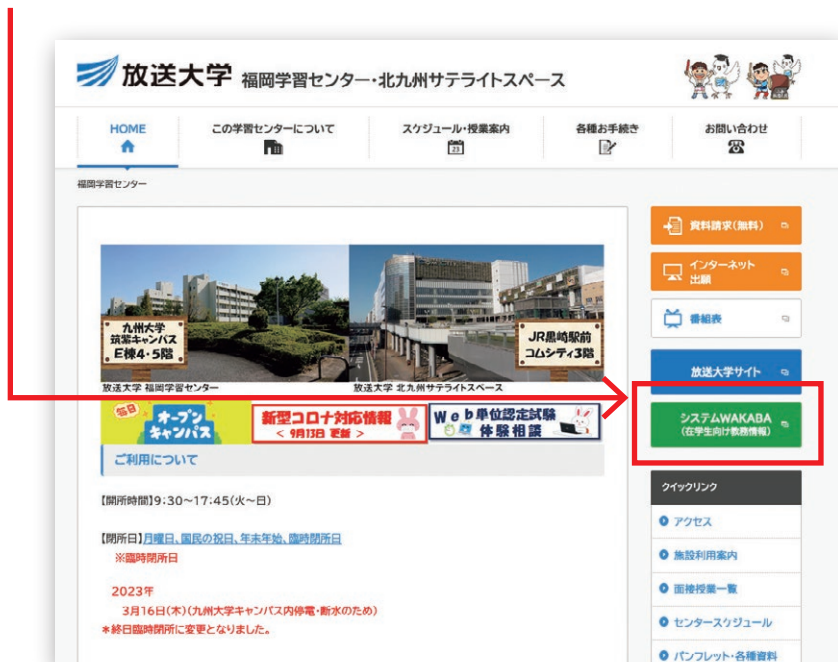 放送大学 福岡学習センター・北九州サテライトスペース
HOME
この学習センターについて
スケジュール・授業案内
各種お手続き
お問い合わせ
23
福岡学習センター
九州大学
筑紫キャンパス
E棟4・5階
JR黒崎駅前
コムシティ3階
放送大学 福岡学習センター
放送大学 北九州サテライトスペース
毎日
オープン
キャンパス
新型コロナ対応情報
< 9月13日 更新 >
Web単位認定試験
体験相談
ご利用について
【開所時間】9:30～17:45(火～日)
【閉所日】月曜日、国民の祝日、年末年始、臨時閉所日
※臨時閉所日
2023年
3月16日(木)(九州大学キャンパス内停電・断水のため)
*終日臨時閉所に変更となりました。
資料請求(無料)
インターネット
出願
番組表
放送大学サイト
システムWAKABA
(在学生向け教務情報)
クイックリンク
アクセス
施設利用案内
面接授業一覧
センタースケジュール
パンフレット・各種資料